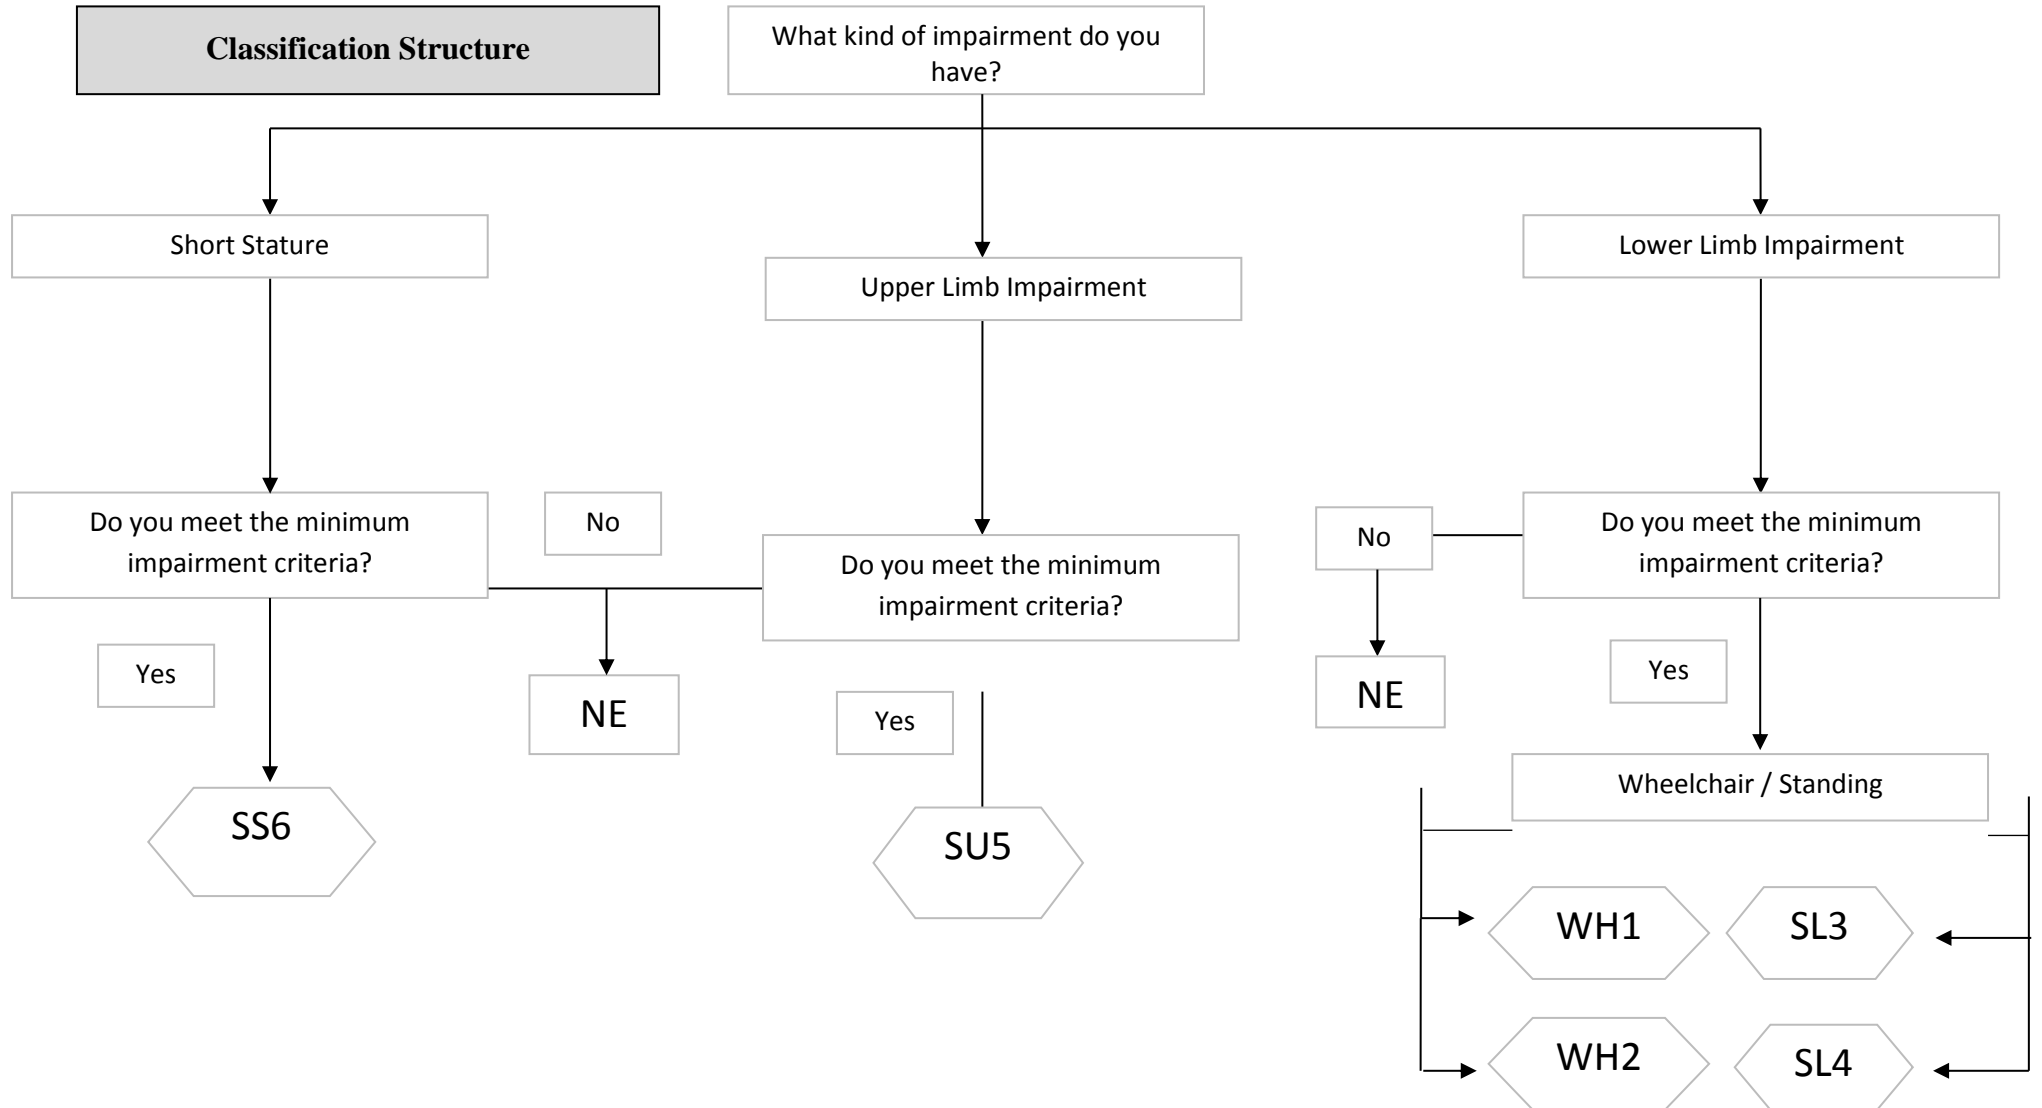 Classification Structure
What kind of impairment do you
have?
Short Stature
Upper Limb Impairment
Lower Limb Impairment
Do you meet the minimum
impairment criteria?
No
Do you meet the minimum
impairment criteria?
No
Do you meet the minimum
impairment criteria?
Yes
NE
Yes
NE
Yes
Wheelchair / Standing
SS6
SU5
WH1
SL3
WH2
SL4